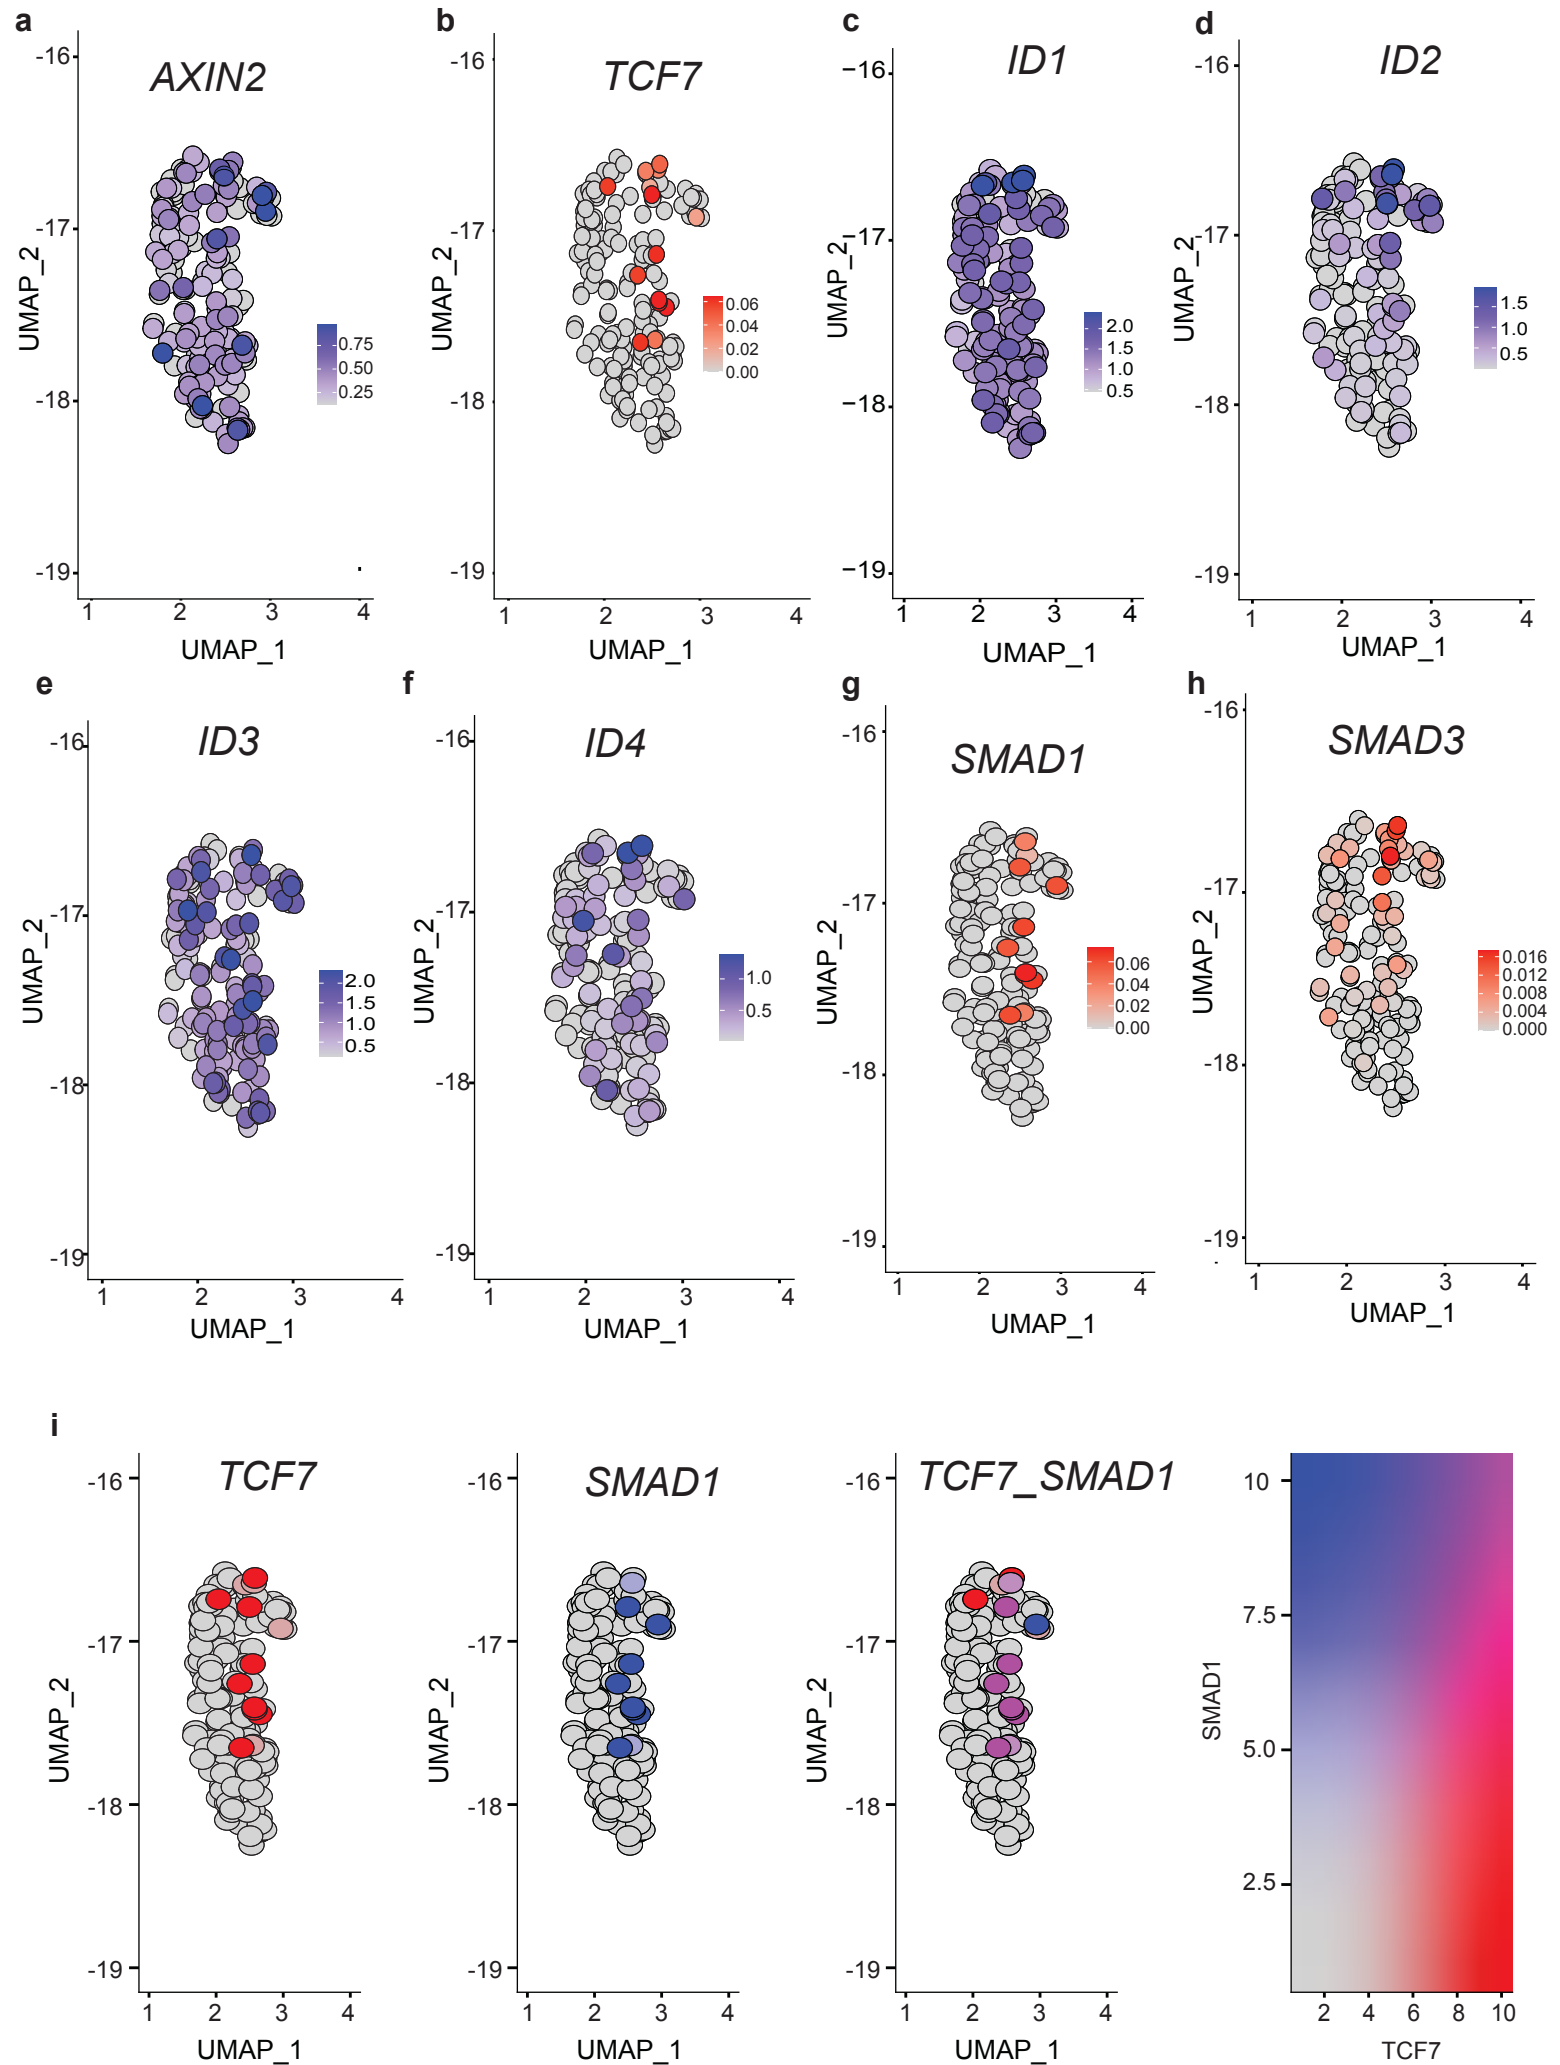 a
AXIN2
-16
-17
-18
-19
UMAP_2
0.75
0.50
0.25
1 2 3 4
UMAP_1
b
TCF7
-16
-17
-18
-19
UMAP_2
0.06
0.04
0.02
0.00
1 2 3 4
UMAP_1
c
ID1
−16
−17
−18
−19
UMAP_2
2.0
1.5
1.0
0.5
1 2 3 4
UMAP_1
d
ID2
-16
-17
-18
-19
UMAP_2
1.5
1.0
0.5
1 2 3 4
UMAP_1
e
ID3
-16
-17
-18
-19
UMAP_2
2.0
1.5
1.0
0.5
1 2 3 4
UMAP_1
f
ID4
-16
-17
-18
-19
UMAP_2
1.0
0.5
1 2 3 4
UMAP_1
g
SMAD1
-16
-17
-18
-19
UMAP_2
0.06
0.04
0.02
0.00
1 2 3 4
UMAP_1
h
SMAD3
-16
-17
-18
-19
UMAP_2
0.016
0.012
0.008
0.004
0.000
1 2 3 4
UMAP_1
i
TCF7
-16
-17
-18
-19
UMAP_2
1 2 3 4
UMAP_1
SMAD1
-16
-17
-18
-19
UMAP_2
1 2 3 4
UMAP_1
TCF7_SMAD1
-16
-17
-18
-19
UMAP_2
1 2 3 4
UMAP_1
10
7.5
5.0
2.5
SMAD1
2 4 6 8 10
TCF7